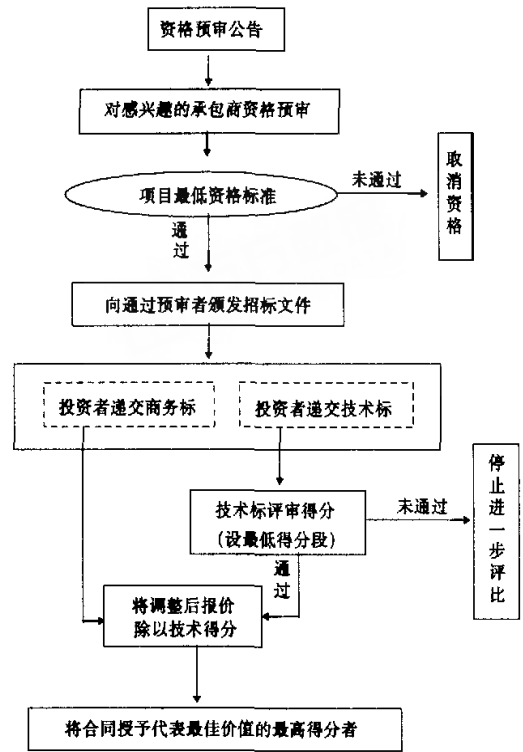 资格预审公告
对感兴趣的承包商资格预审
项目最低资格标准
未通过
取消资格
通过
向通过预审者颁发招标文件
投资者递交商务标
投资者递交技术标
技术标评审得分
(设最低得分段)
未通过
停止进一步评比
通过
将调整后报价
除以技术得分
将合同授予代表最佳价值的最高得分者